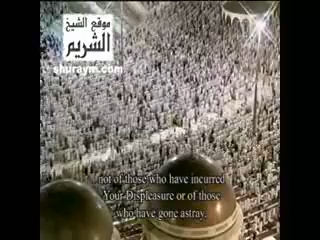 موقع الشيخ
الشريم
shuraym.com
not of those who have incurred
Your Displeasure or of those
who have gone astray.